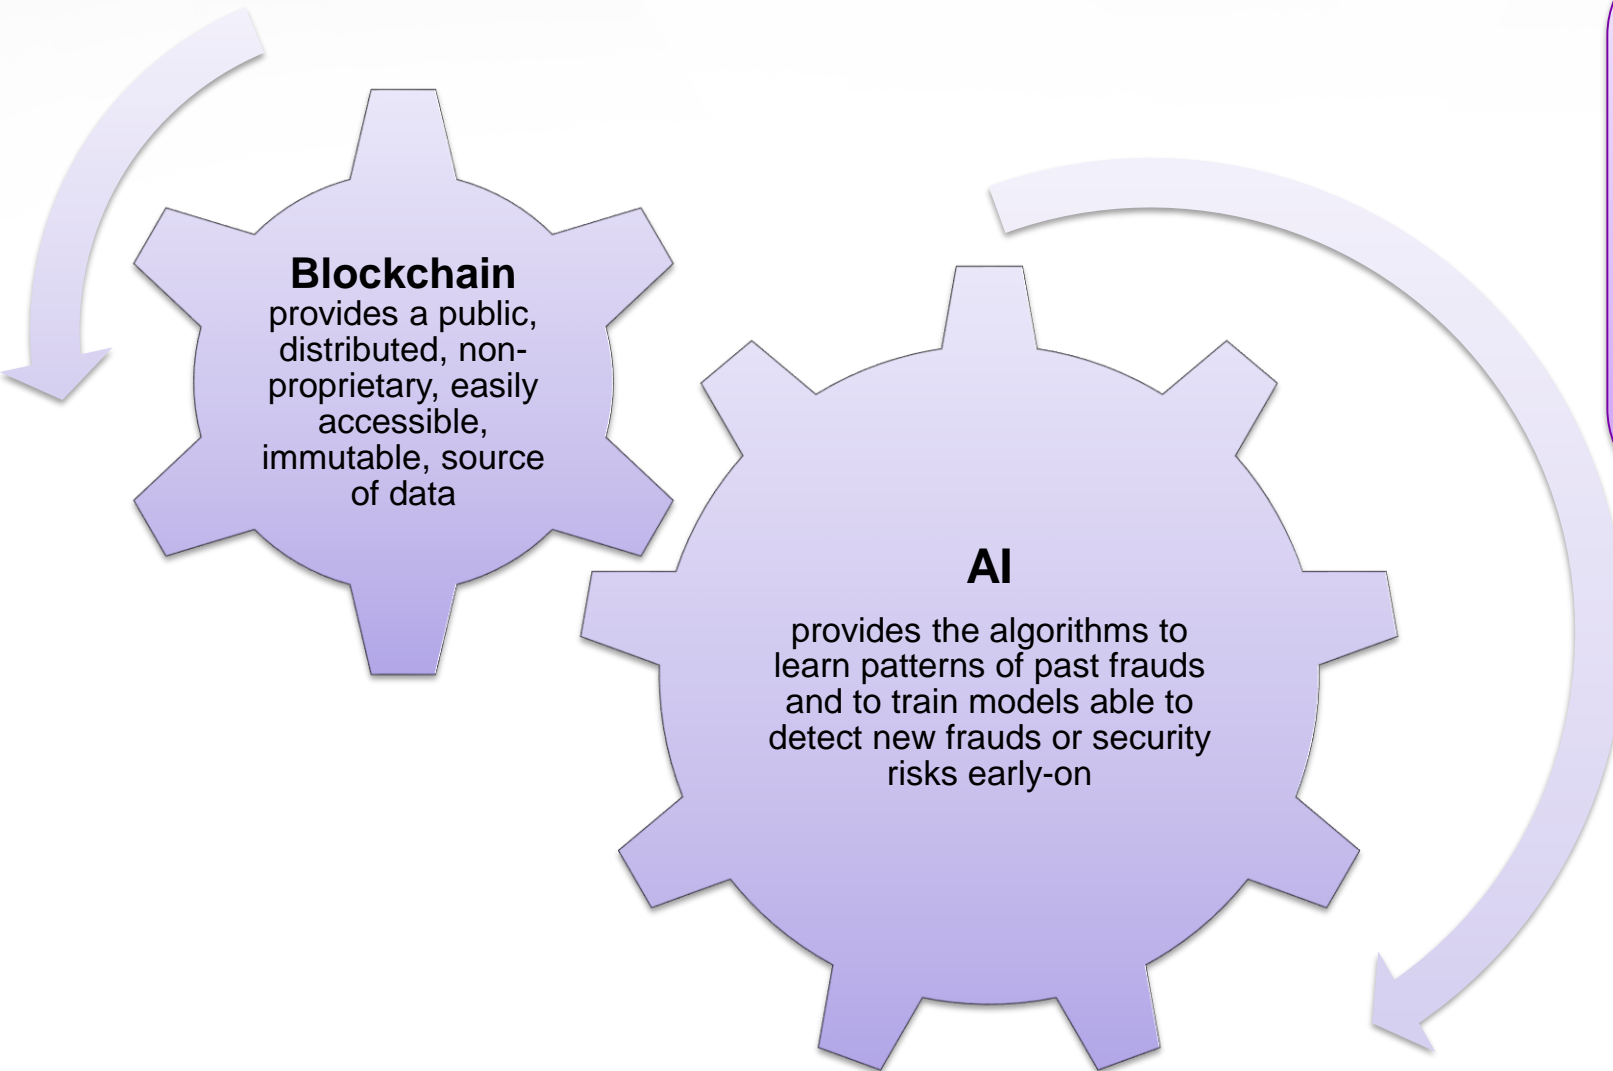 Blockchain
provides a public,
distributed, non-
proprietary, easily
accessible,
immutable, source
of data
AI
provides the algorithms to
learn patterns of past frauds
and to train models able to
detect new frauds or security
risks early-on